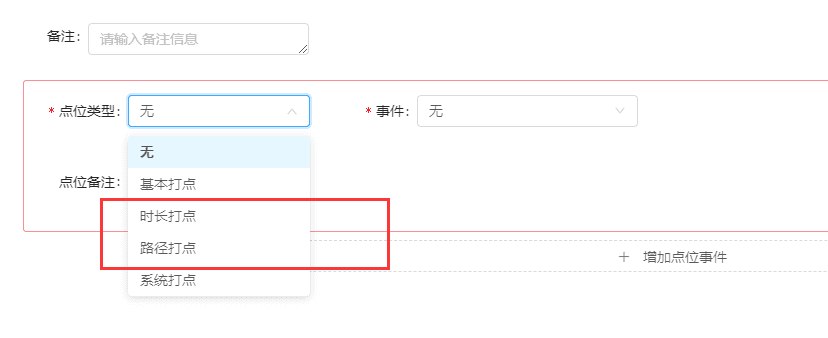 备注： 请输入备注信息
* 点位类型： 无 * 事件： 无
无
基本打点
点位备注：
时长打点
路径打点
+ 增加点位事件
系统打点